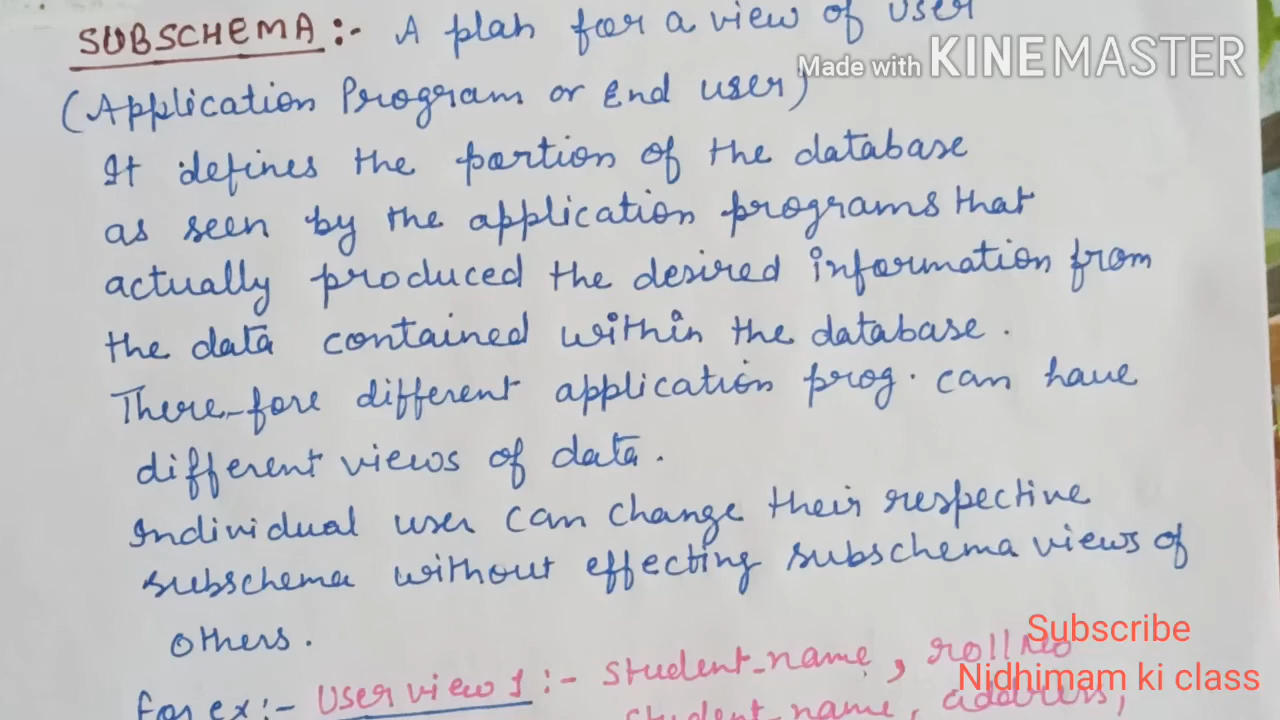 SUBSCHEMA :- A plan for a view of user
Made with KINEMASTER
(Application Program or End user)
It defines the portion of the database
as seen by the application programs that
actually produced the desired information from
the data contained within the database.
There-fore different application prog. can have
different views of data.
Individual user can change their respective
subschema without effecting subschema views of
others.
for ex:- User view 1 :- Student_name, roll No
student_name, address,
Subscribe
Nidhimam ki class